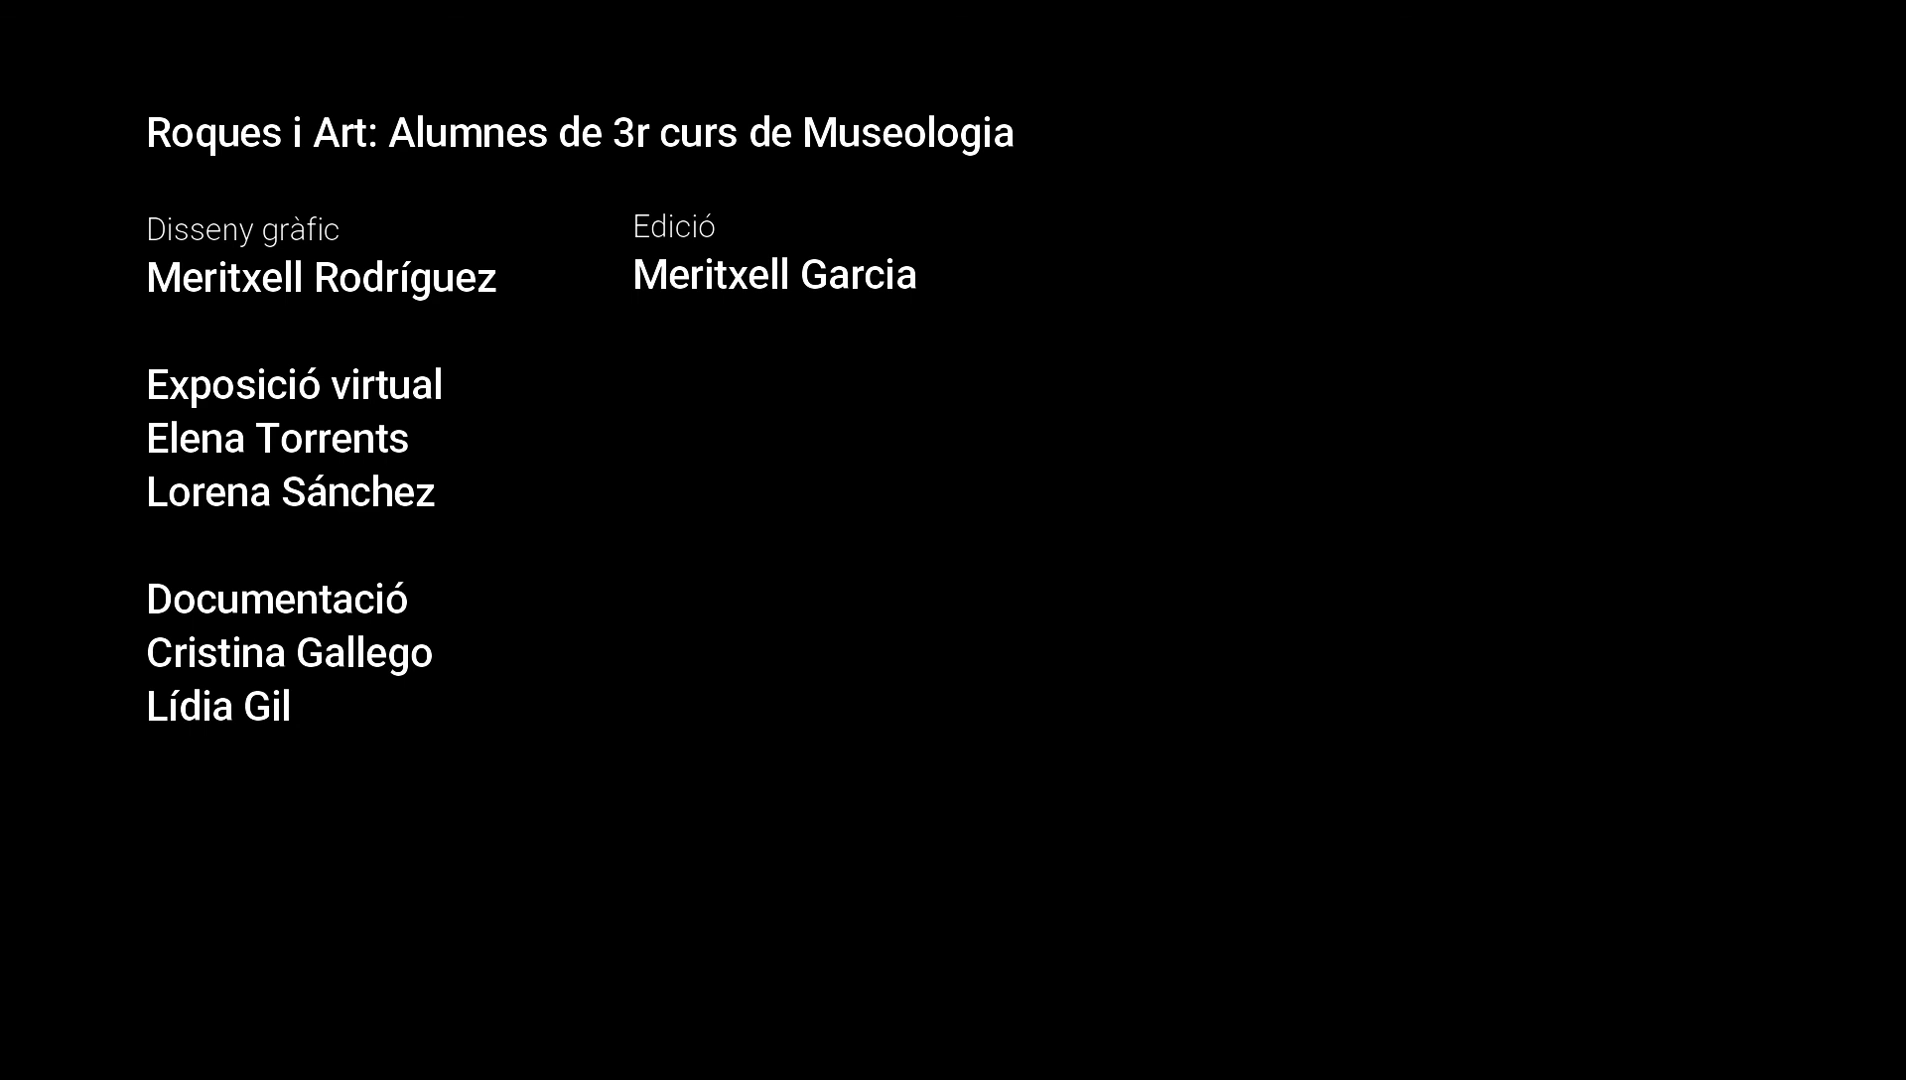 Roques i Art: Alumnes de 3r curs de Museologia
Disseny gràfic
Meritxell Rodríguez
Edició
Meritxell Garcia
Exposició virtual
Elena Torrents
Lorena Sánchez
Documentació
Cristina Gallego
Lídia Gil